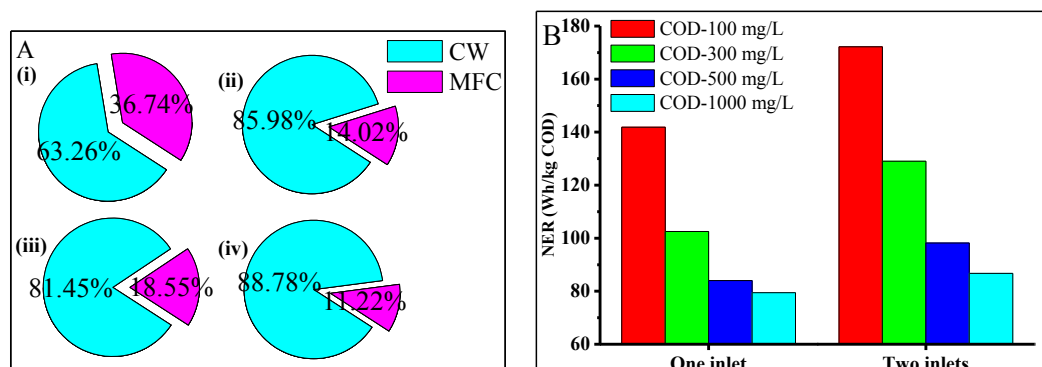 A
CW
MFC
(i)
36.74%
63.26%
(ii)
85.98%
14.02%
(iii)
81.45%
18.55%
(iv)
88.78%
11.22%
B
COD-100 mg/L
COD-300 mg/L
COD-500 mg/L
COD-1000 mg/L
NER (Wh/kg COD)
180
160
140
120
100
80
60
One inlet
Two inlets